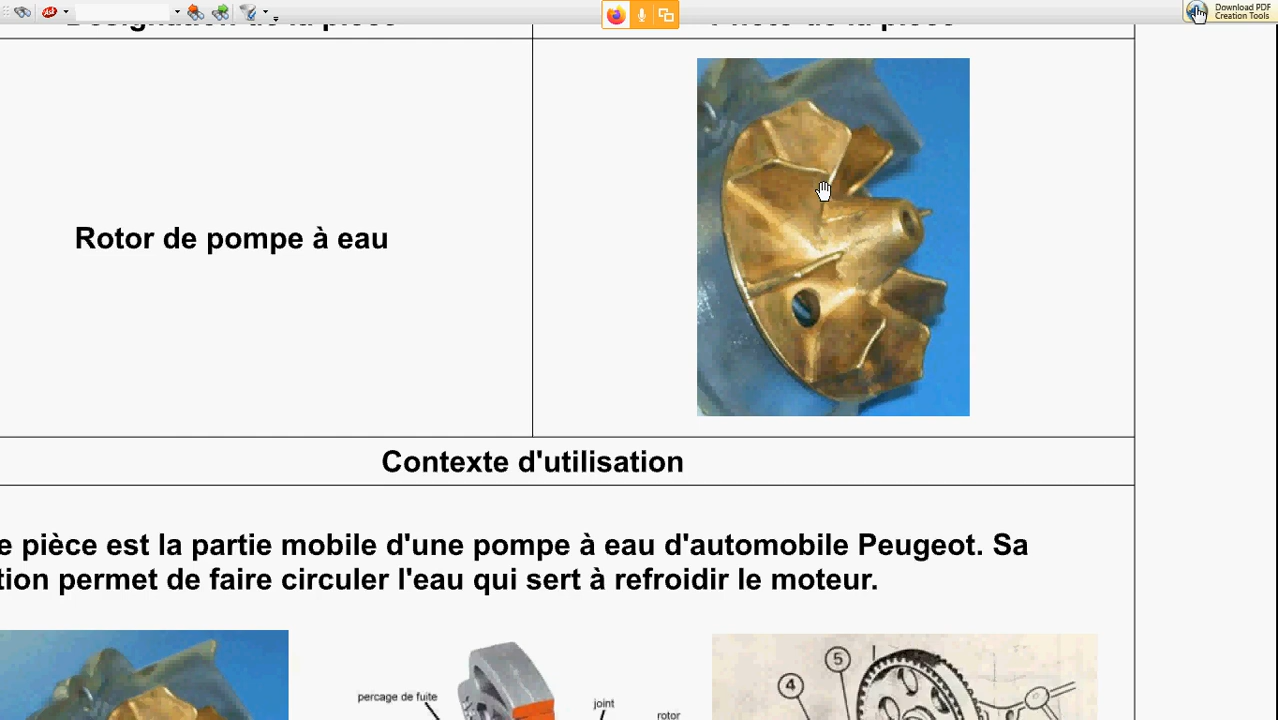 Download PDF
Creation Tools
Rotor de pompe à eau
Contexte d'utilisation
e pièce est la partie mobile d'une pompe à eau d'automobile Peugeot. Sa
tion permet de faire circuler l'eau qui sert à refroidir le moteur.
percage de fuite
joint
rotor
5
4